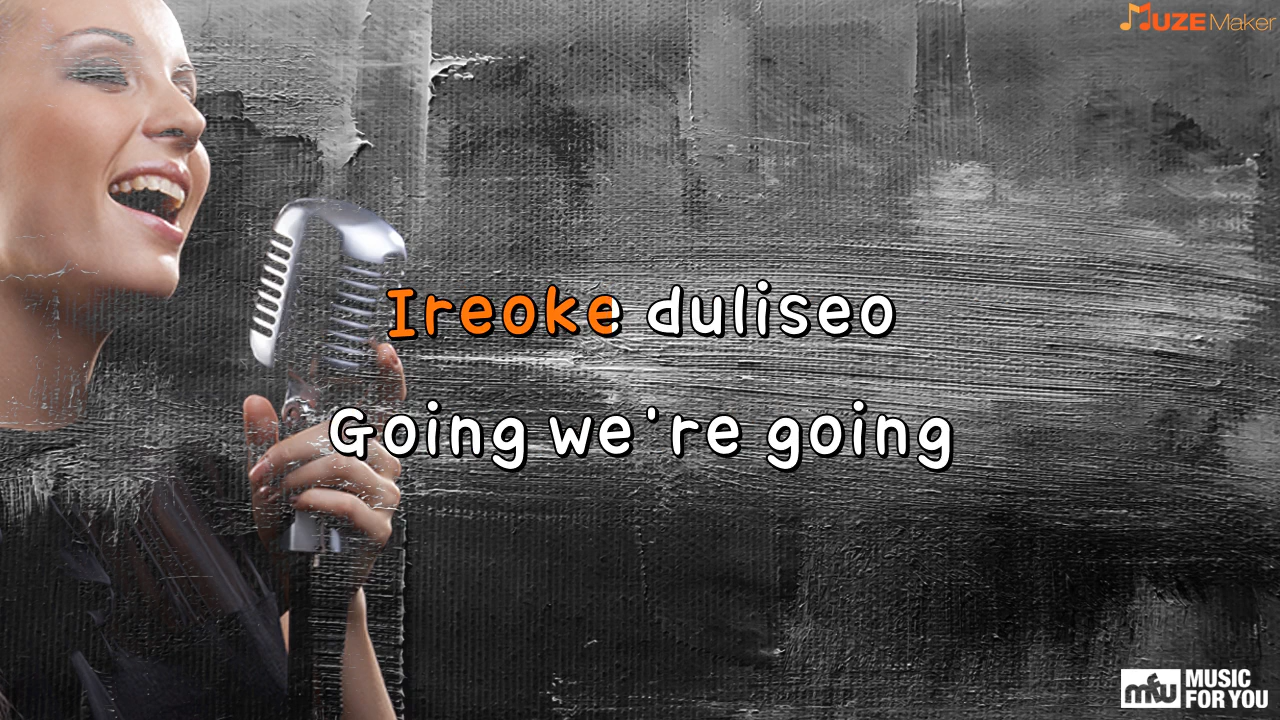 MUZE Maker
Ireoke duliseo
Going we're going
mfu MUSIC
FOR YOU